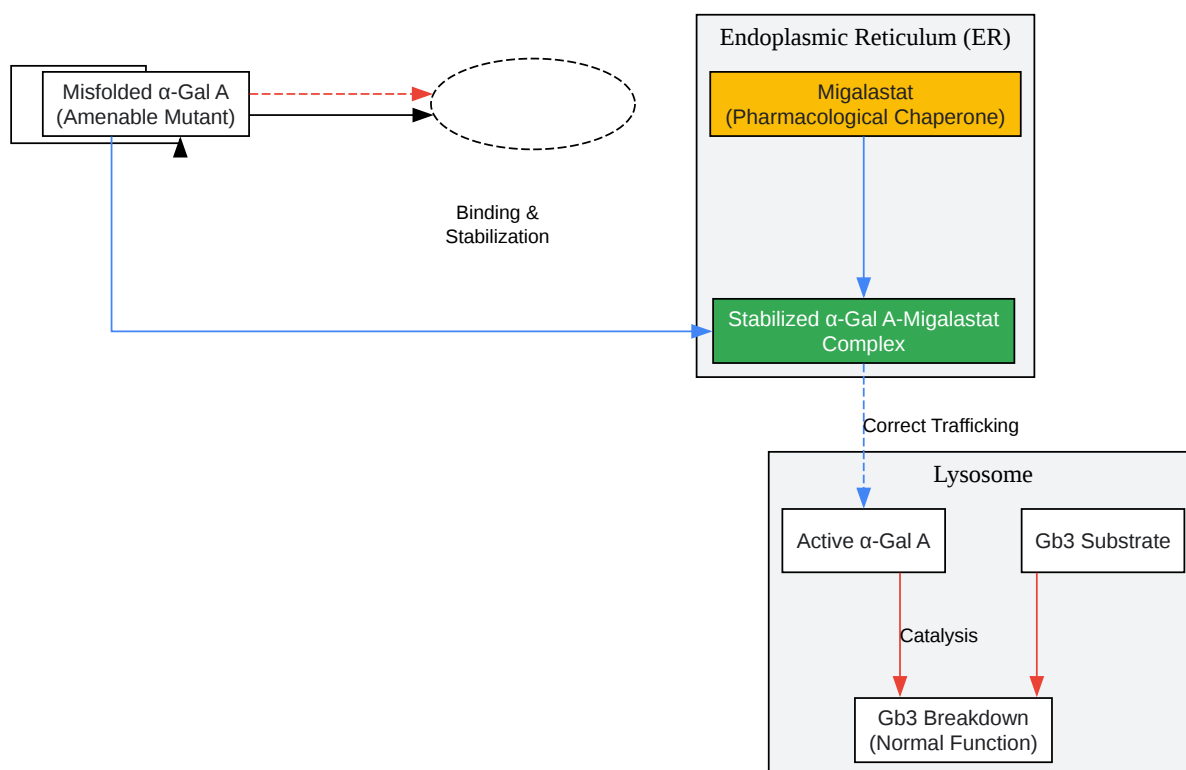 Endoplasmic Reticulum (ER)
Misfolded α-Gal A
(Amenable Mutant)
Migalastat
(Pharmacological Chaperone)
Binding &
Stabilization
Stabilized α-Gal A-Migalastat
Complex
Correct Trafficking
Lysosome
Active α-Gal A
Gb3 Substrate
Catalysis
Gb3 Breakdown
(Normal Function)